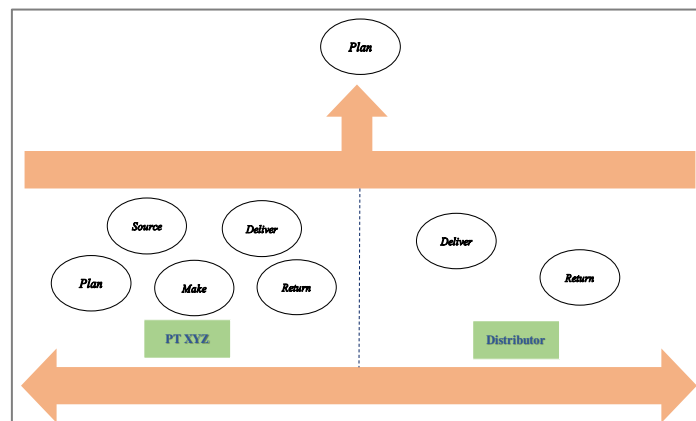 Plan
Source
Deliver
Plan
Make
Return
Deliver
Return
PT XYZ
Distributor